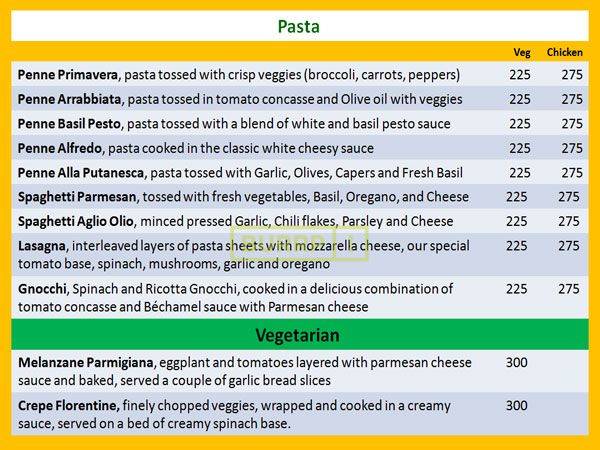 Pasta
Veg Chicken
Penne Primavera, pasta tossed with crisp veggies (broccoli, carrots, peppers) 225 275
Penne Arrabbiata, pasta tossed in tomato concasse and Olive oil with veggies 225 275
Penne Basil Pesto, pasta tossed with a blend of white and basil pesto sauce 225 275
Penne Alfredo, pasta cooked in the classic white cheesy sauce 225 275
Penne Alla Putanesca, pasta tossed with Garlic, Olives, Capers and Fresh Basil 225 275
Spaghetti Parmesan, tossed with fresh vegetables, Basil, Oregano, and Cheese 225 275
Spaghetti Aglio Olio, minced pressed Garlic, Chili flakes, Parsley and Cheese 225 275
Lasagna, interleaved layers of pasta sheets with mozzarella cheese, our special 225 275
tomato base, spinach, mushrooms, garlic and oregano
Gnocchi, Spinach and Ricotta Gnocchi, cooked in a delicious combination of 225 275
tomato concasse and Béchamel sauce with Parmesan cheese
Vegetarian
Melanzane Parmigiana, eggplant and tomatoes layered with parmesan cheese 300
sauce and baked, served a couple of garlic bread slices
Crepe Florentine, finely chopped veggies, wrapped and cooked in a creamy 300
sauce, served on a bed of creamy spinach base.